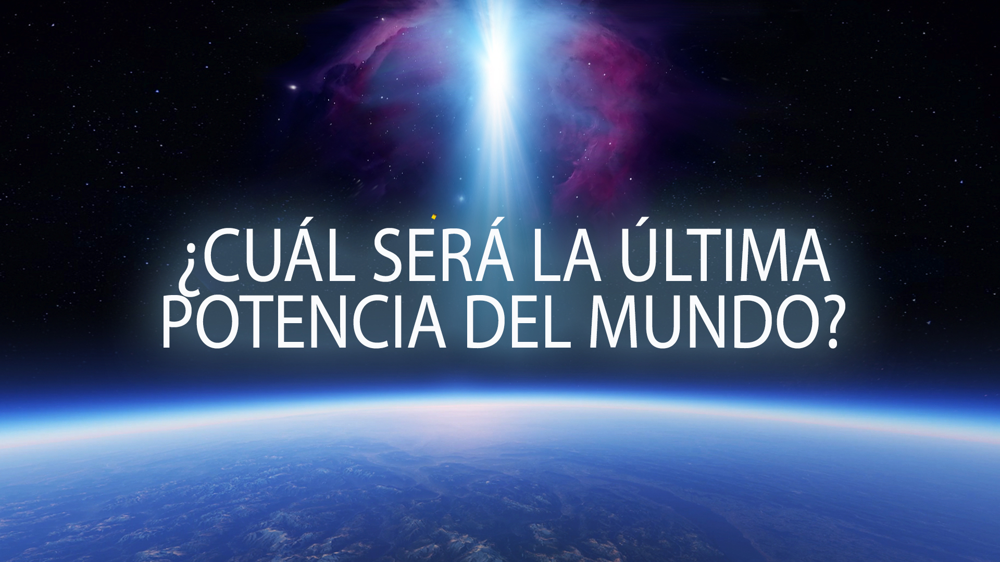 ¿CUÁL SERÁ LA ÚLTIMA
POTENCIA DEL MUNDO?